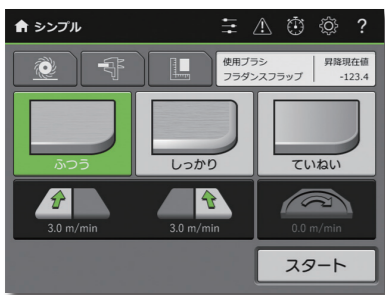 シンプル
?
使用ブラシ
フラダンスフラップ
昇降現在値
-123.4
ふつう
しっかり
ていねい
3.0 m/min
3.0 m/min
0.0 m/min
スタート